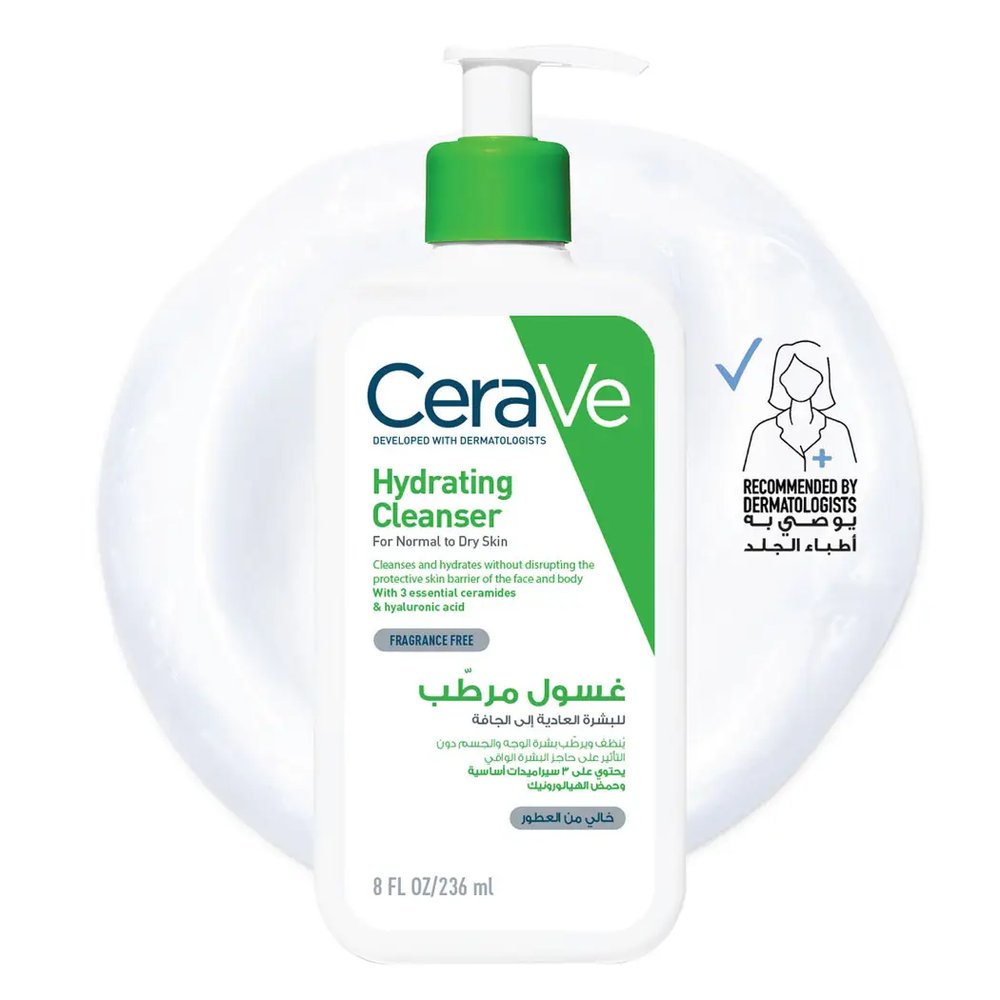 CeraVe
DEVELOPED WITH DERMATOLOGISTS
Hydrating
Cleanser
For Normal to Dry Skin
Cleanses and hydrates without disrupting the
protective skin barrier of the face and body
With 3 essential ceramides
& hyaluronic acid
FRAGRANCE FREE
غسول مرطّب
للبشرة العادية إلى الجافة
يُنظف ويرطّب بشرة الوجه والجسم دون
التأثير على حاجز البشرة الواقي
يحتوي على ٣ سيراميدات أساسية
وحمض الهيالورونيك
خالي من العطور
8 FL OZ/236 ml
RECOMMENDED BY
DERMATOLOGISTS
يوصي به
أطباء الجلد